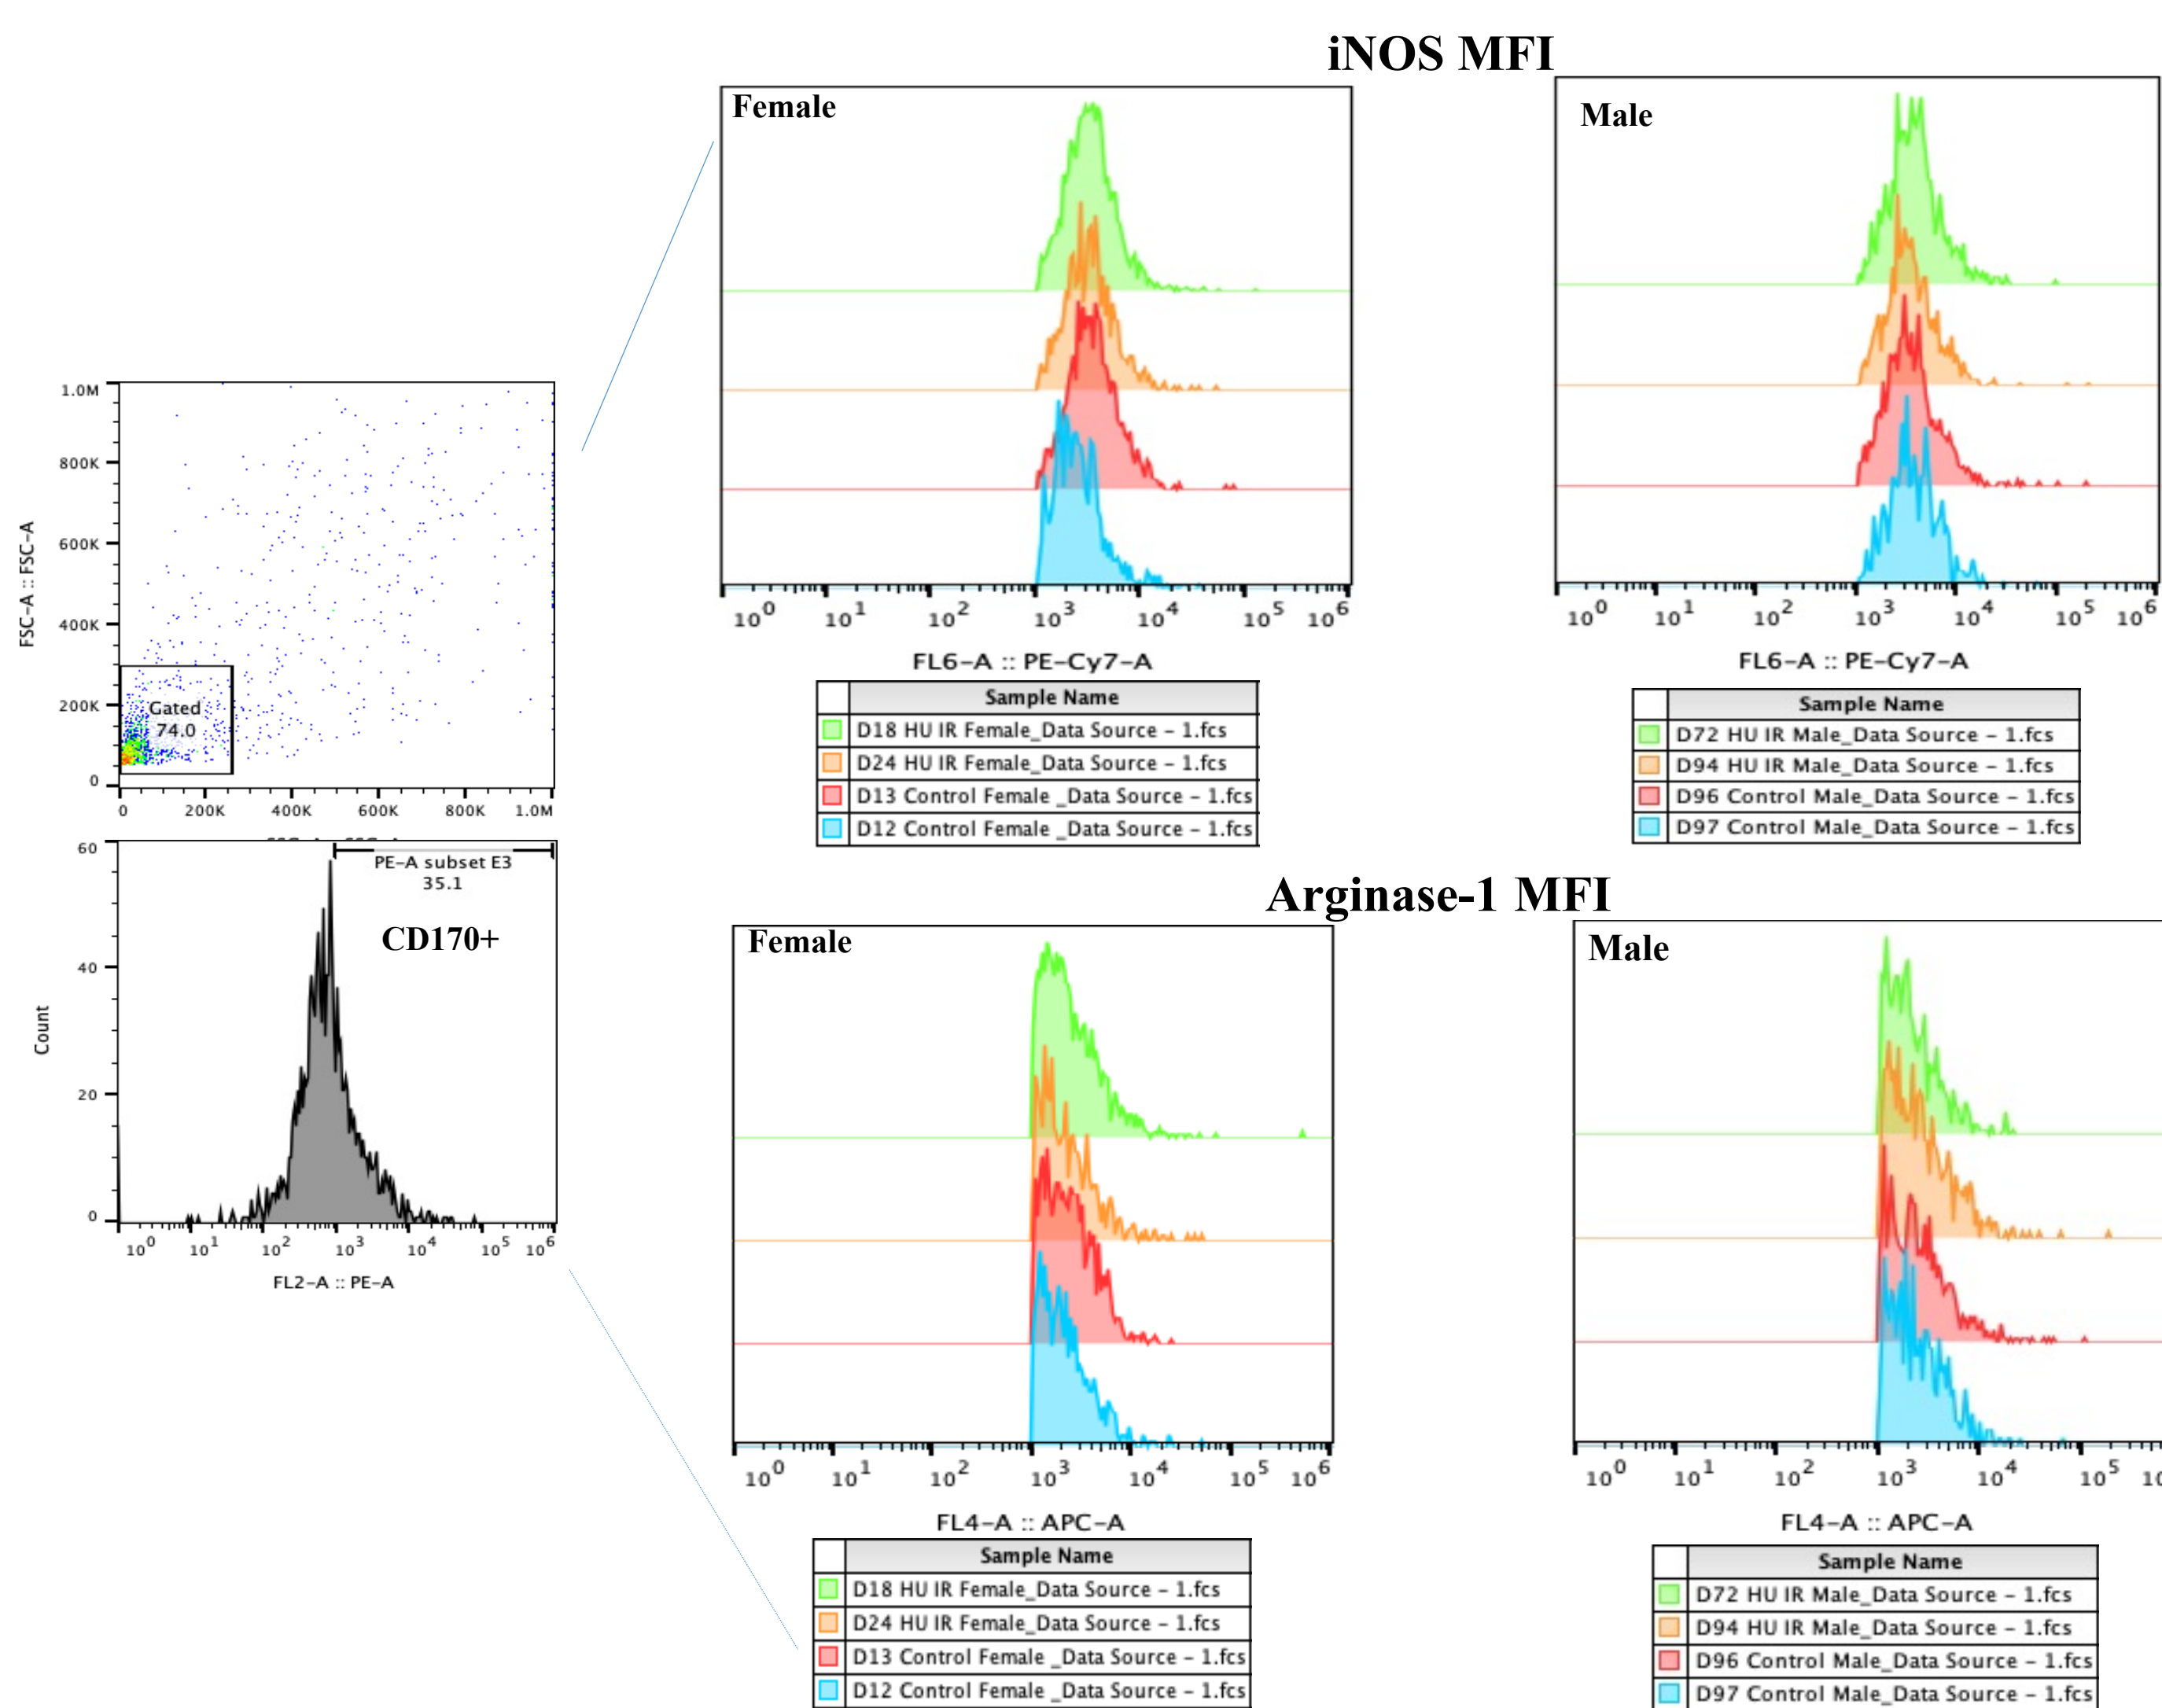 iNOS MFI
Female
Male
10^0 10^1 10^2 10^3 10^4 10^5 10^6
FL6-A :: PE-Cy7-A
Sample Name
D18 HU IR Female_Data Source - 1.fcs
D24 HU IR Female_Data Source - 1.fcs
D13 Control Female _Data Source - 1.fcs
D12 Control Female _Data Source - 1.fcs
10^0 10^1 10^2 10^3 10^4 10^5 10^6
FL6-A :: PE-Cy7-A
Sample Name
D72 HU IR Male_Data Source - 1.fcs
D94 HU IR Male_Data Source - 1.fcs
D96 Control Male_Data Source - 1.fcs
D97 Control Male_Data Source - 1.fcs
FSC-A :: FSC-A
1.0M
800K
600K
400K
200K
0
Gated
74.0
0 200K 400K 600K 800K 1.0M
Count
60
40
20
0
PE-A subset E3
35.1
CD170+
10^0 10^1 10^2 10^3 10^4 10^5 10^6
FL2-A :: PE-A
Arginase-1 MFI
Female
Male
10^0 10^1 10^2 10^3 10^4 10^5 10^6
FL4-A :: APC-A
Sample Name
D18 HU IR Female_Data Source - 1.fcs
D24 HU IR Female_Data Source - 1.fcs
D13 Control Female _Data Source - 1.fcs
D12 Control Female _Data Source - 1.fcs
10^0 10^1 10^2 10^3 10^4 10^5
FL4-A :: APC-A
Sample Name
D72 HU IR Male_Data Source - 1.fcs
D94 HU IR Male_Data Source - 1.fcs
D96 Control Male_Data Source - 1.fcs
D97 Control Male_Data Source - 1.fcs